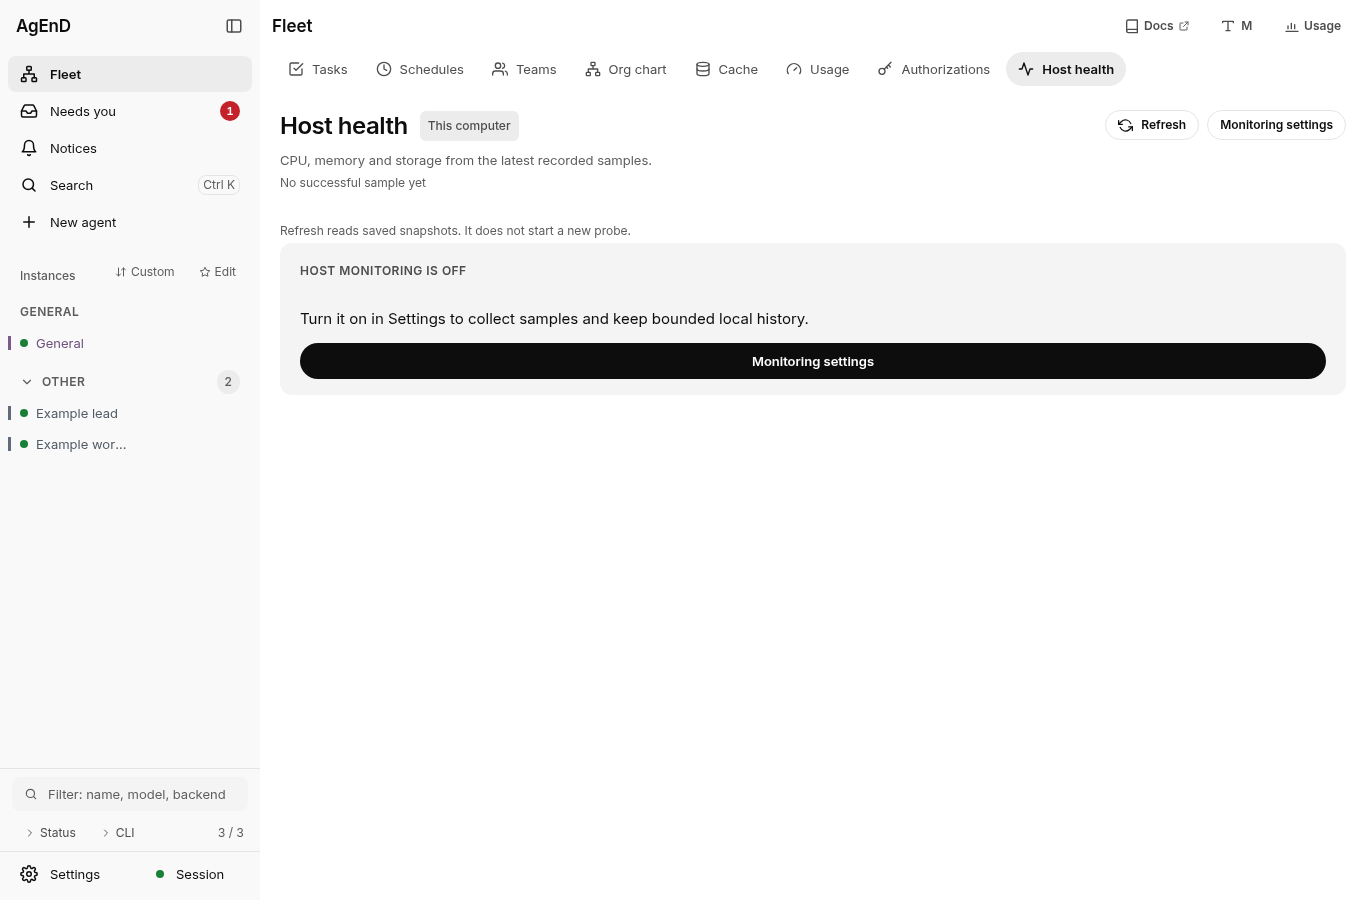 AgEnD
Fleet
Needs you
1
Notices
Search
Ctrl K
New agent
Instances
Custom
Edit
GENERAL
General
OTHER
2
Example lead
Example wor...
Filter: name, model, backend
Status
CLI
3 / 3
Settings
Session
Fleet
Docs
M
Usage
Tasks
Schedules
Teams
Org chart
Cache
Usage
Authorizations
Host health
Host health
This computer
Refresh
Monitoring settings
CPU, memory and storage from the latest recorded samples.
No successful sample yet
Refresh reads saved snapshots. It does not start a new probe.
HOST MONITORING IS OFF
Turn it on in Settings to collect samples and keep bounded local history.
Monitoring settings